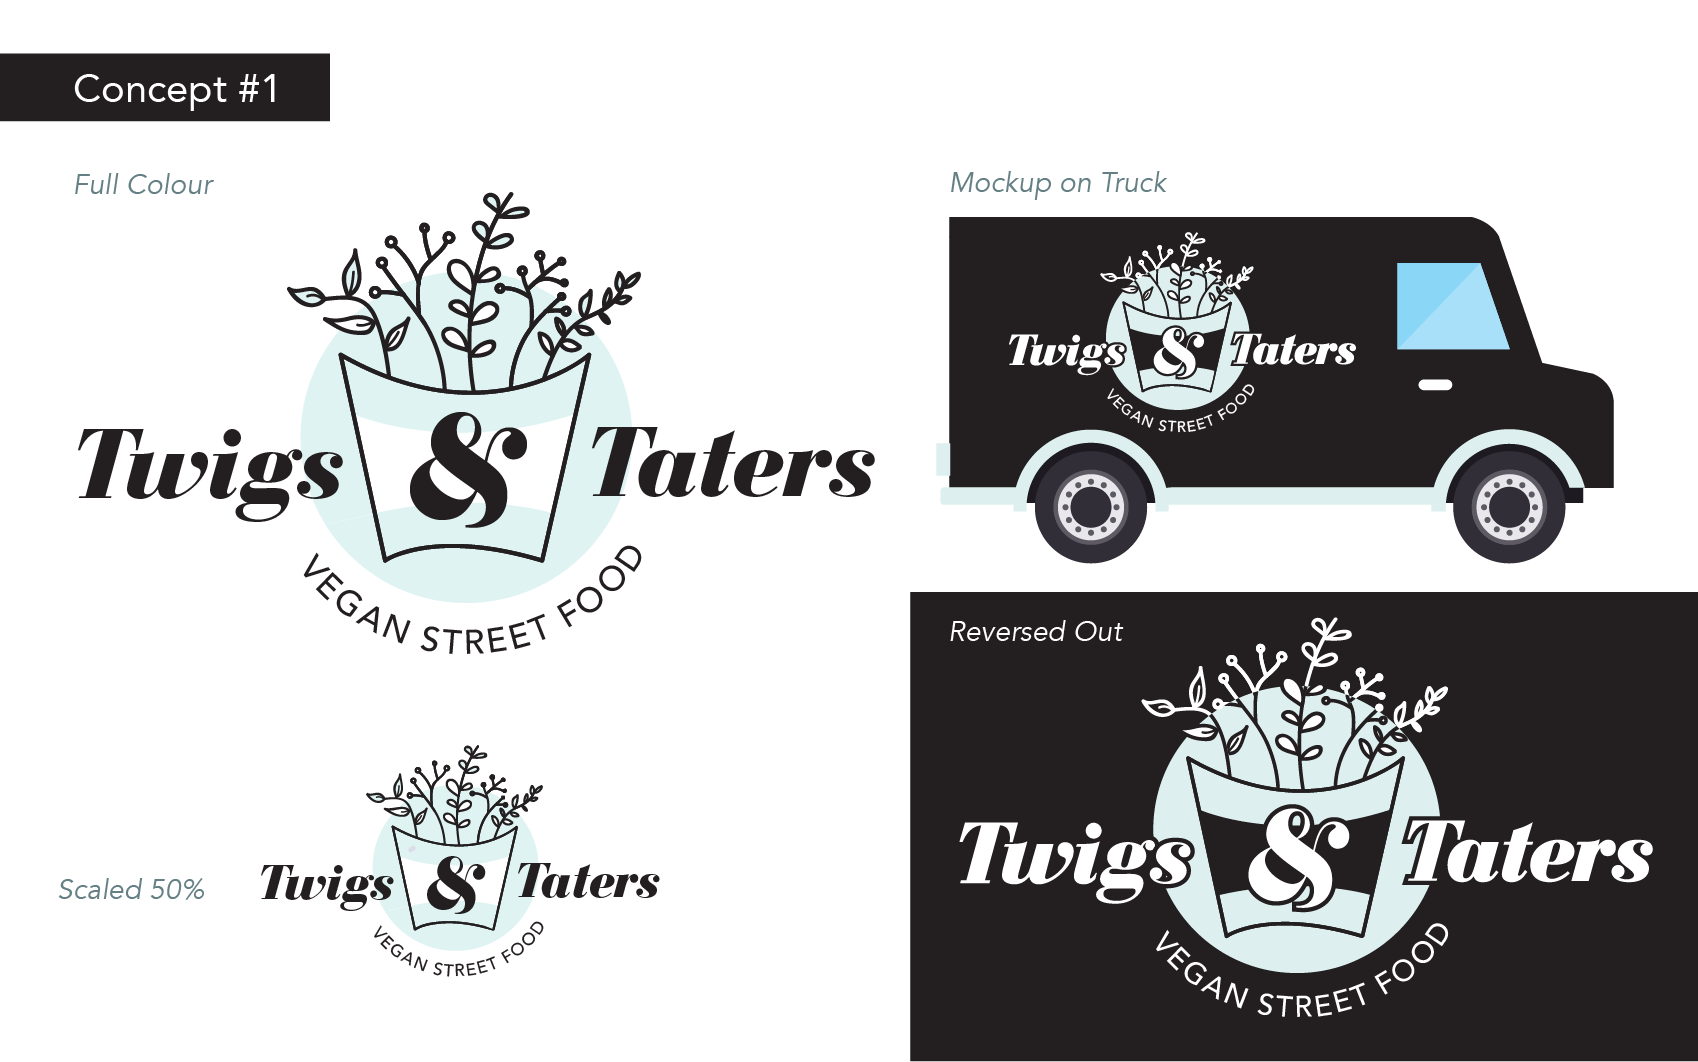 Concept #1
Full Colour
Twigs & Taters
VEGAN STREET FOOD
Scaled 50%
Twigs & Taters
VEGAN STREET FOOD
Mockup on Truck
Twigs & Taters
VEGAN STREET FOOD
Reversed Out
Twigs & Taters
VEGAN STREET FOOD